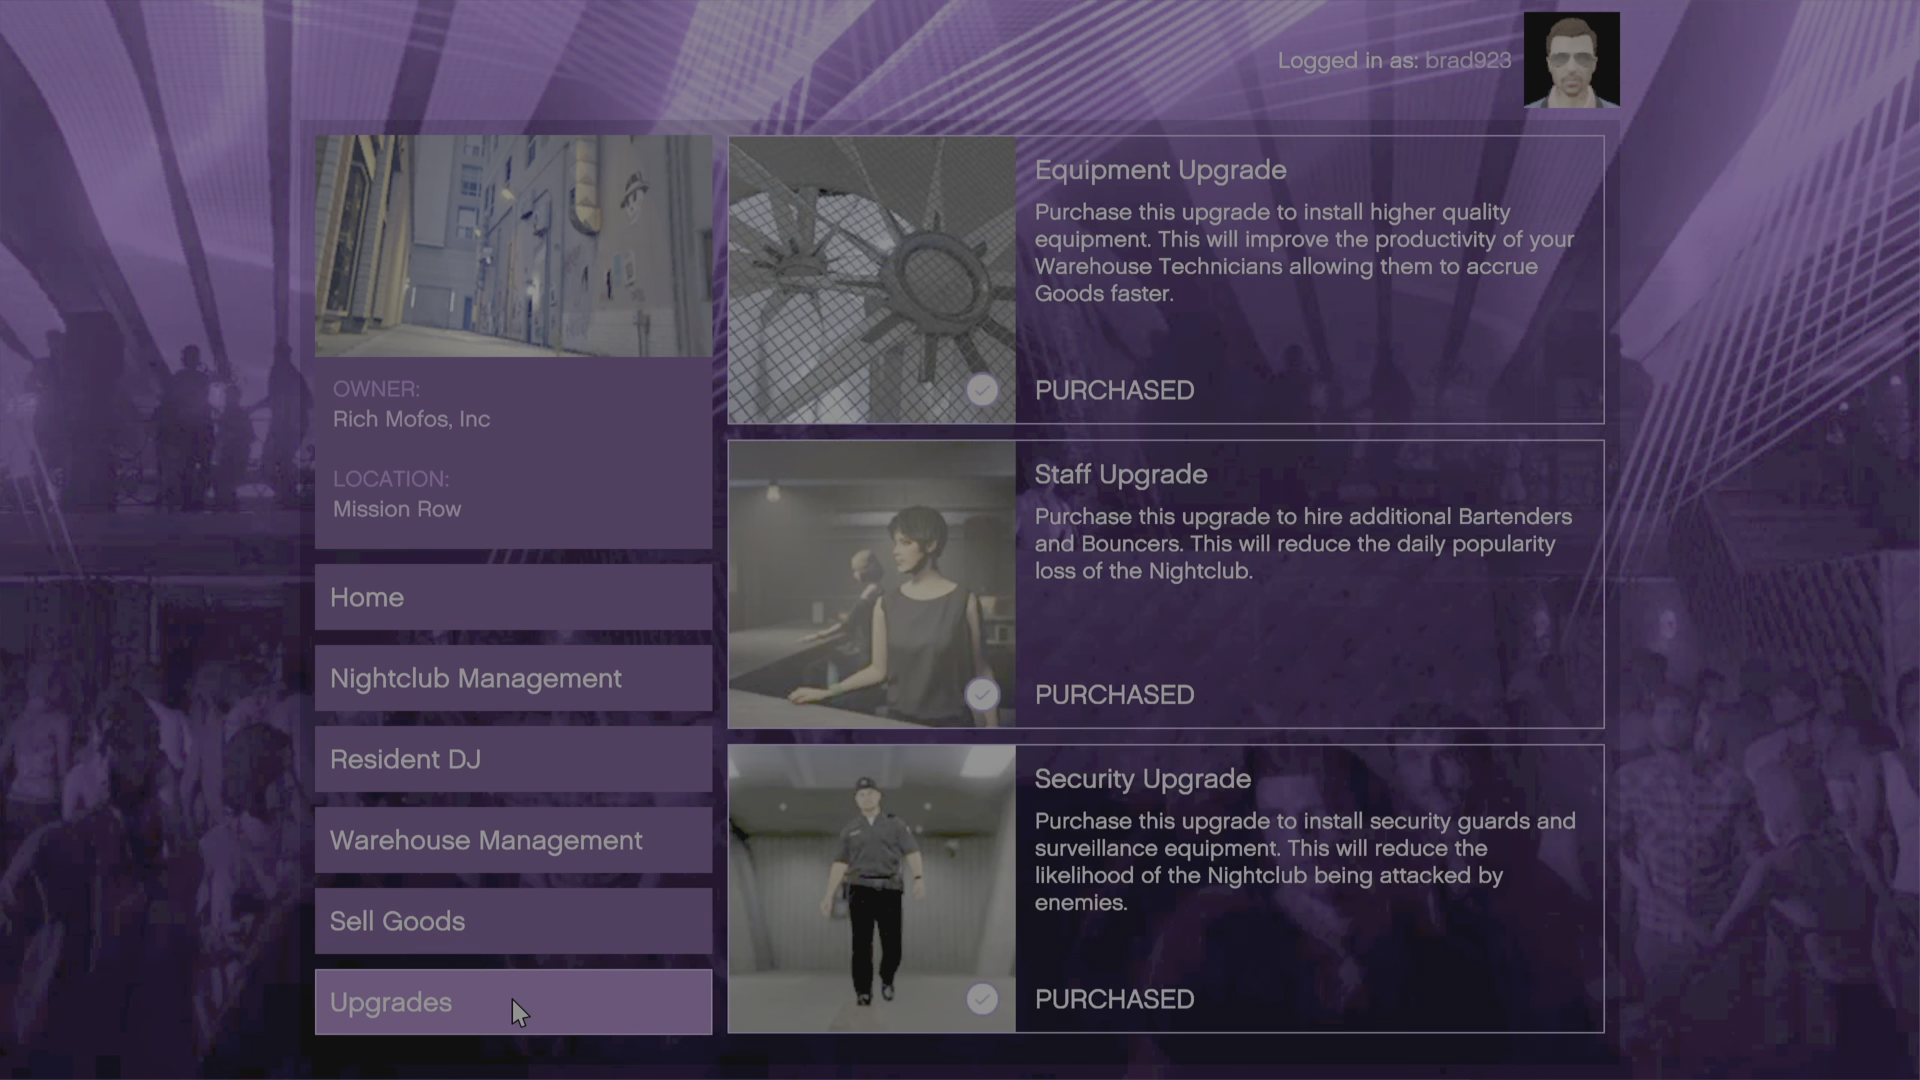 Logged in as: brad923
OWNER:
Rich Mofos, Inc
LOCATION:
Mission Row
Home
Nightclub Management
Resident DJ
Warehouse Management
Sell Goods
Upgrades
Equipment Upgrade
Purchase this upgrade to install higher quality
equipment. This will improve the productivity of your
Warehouse Technicians allowing them to accrue
Goods faster.
PURCHASED
Staff Upgrade
Purchase this upgrade to hire additional Bartenders
and Bouncers. This will reduce the daily popularity
loss of the Nightclub.
PURCHASED
Security Upgrade
Purchase this upgrade to install security guards and
surveillance equipment. This will reduce the
likelihood of the Nightclub being attacked by
enemies.
PURCHASED